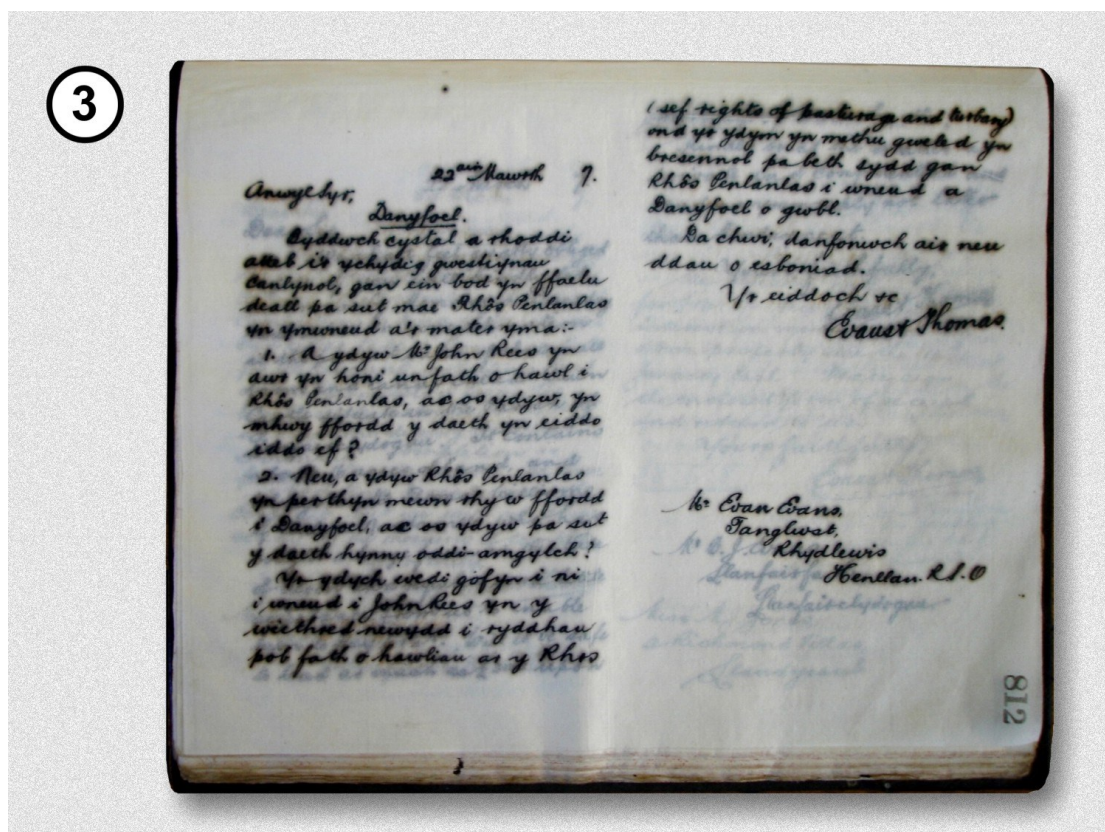 3
22ain Mawrth 7.
Anwyl Syr,
Danyfoel.
Byddwch cystal a rhoddi
atteb i'r ychydig gwestiynau
canlynol, gan ein bod yn ffaelu
deall pa sut mae Rhôs Penlanlas
yn ymwneud a'r mater yma:-
1. A ydyw Mr John Rees yn
awr yn honi un fath o hawl i
Rhôs Penlanlas, ac os ydyw, yn
mhwy ffordd y daeth yn eiddo
iddo ef?
2. Neu, a ydyw Rhôs Penlanlas
yn perthyn mewn rhyw ffordd
i Danyfoel, ac os ydyw pa sut
y daeth hynny oddi-amgylch?
Yr ydych wedi gofyn i ni
i wneud i John Rees yn y
weithred newydd i ryddhau
pob fath o hawliau ar y Rhos
(sef rights of pasturage and turbary)
ond yr ydym yn methu gweled yn
bresennol pa beth sydd gan
Rhôs Penlanlas i wneud a
Danyfoel o gwbl.
Da chwi, danfonwch air neu
ddau o esboniad.
Yr eiddoch &c
Evans & Thomas.
Mr Evan Evans,
Tanglwst,
Rhydlewis
Henllan. R.S.O
812